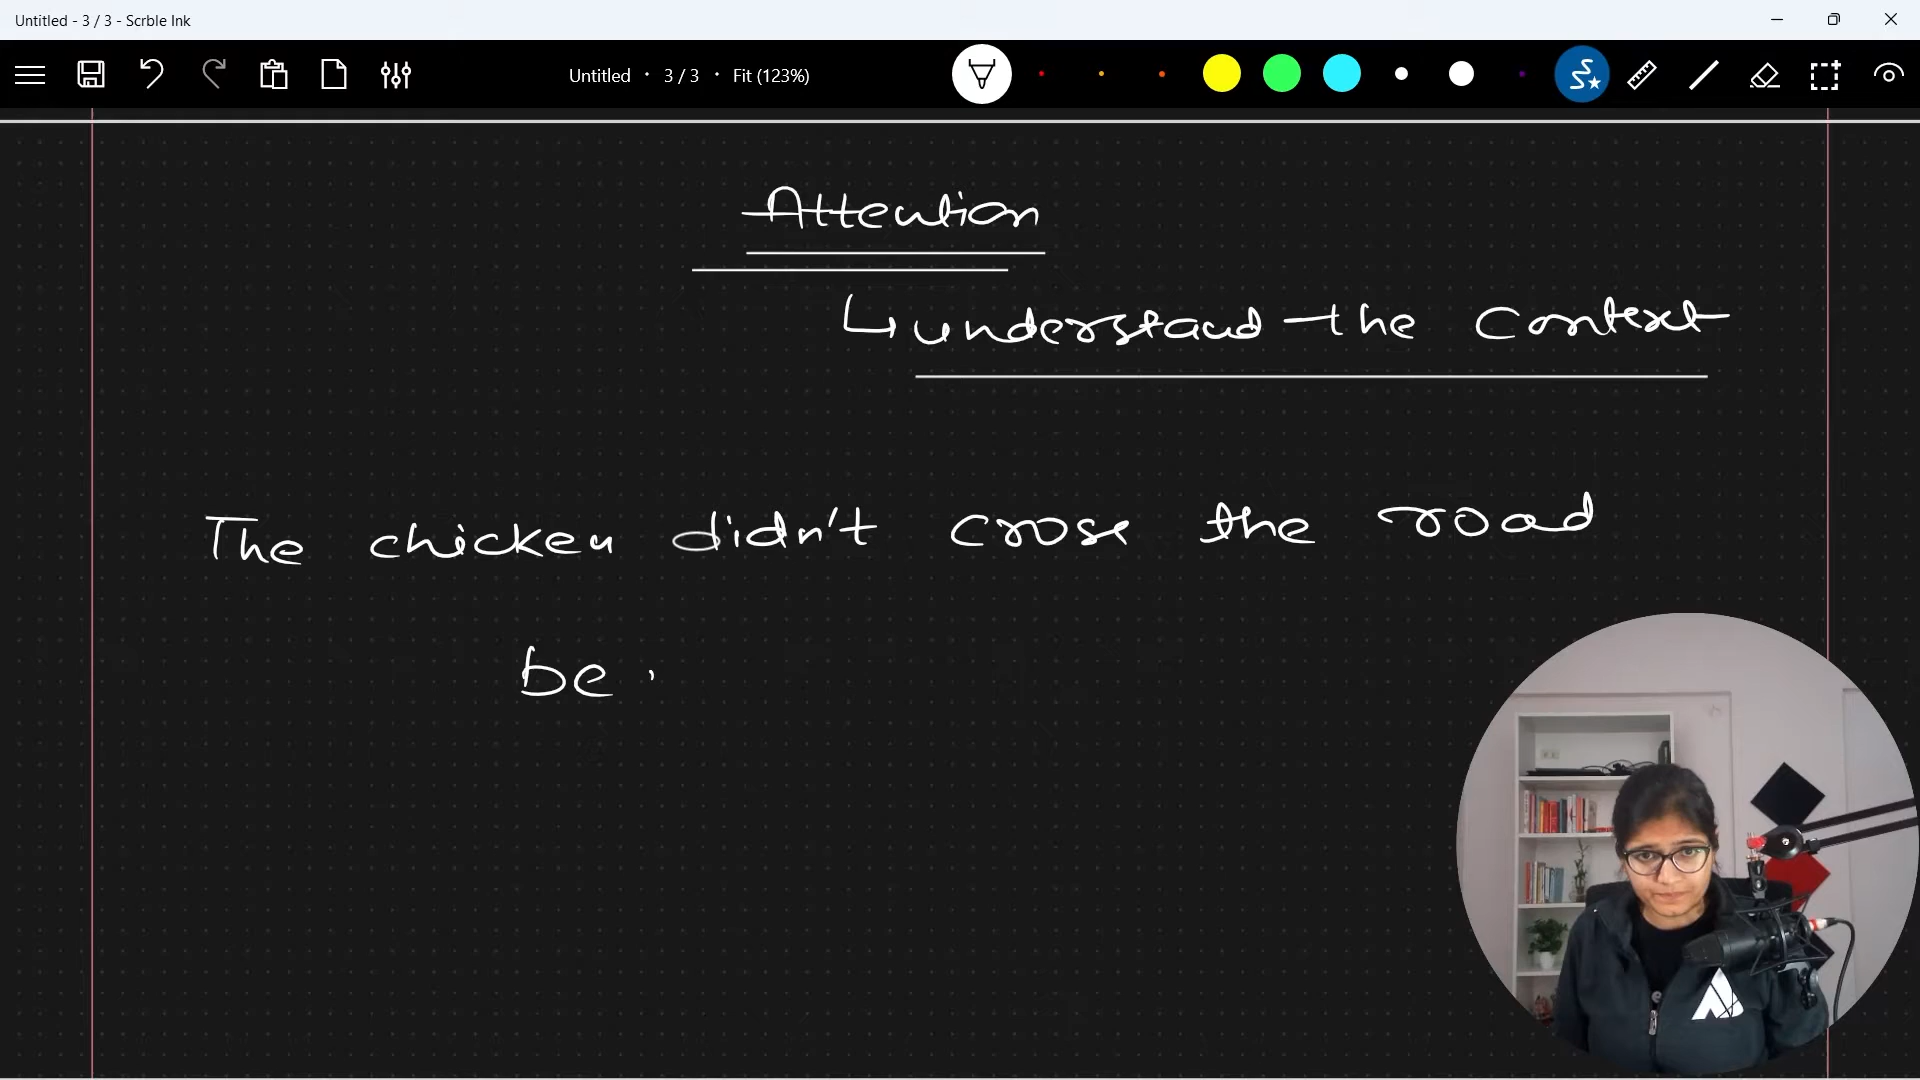 Untitled - 3 / 3 - Scrble Ink
Untitled • 3 / 3 • Fit (123%)
Attention
↳ understand the context
The chicken didn't cross the road
be